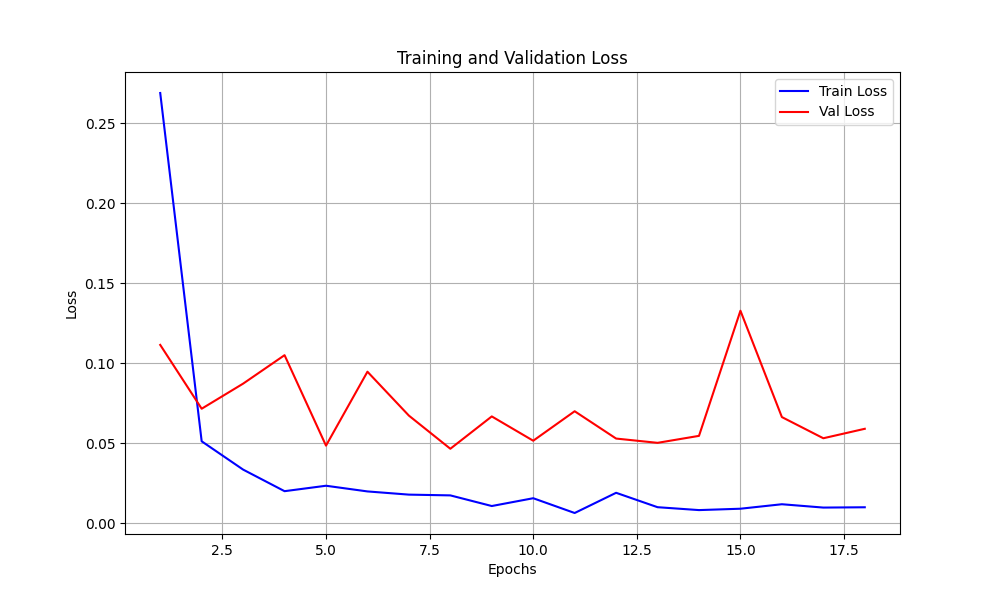 Training and Validation Loss
Train Loss
Val Loss
0.25
0.20
0.15
0.10
0.05
0.00
Loss
2.5
5.0
7.5
10.0
12.5
15.0
17.5
Epochs